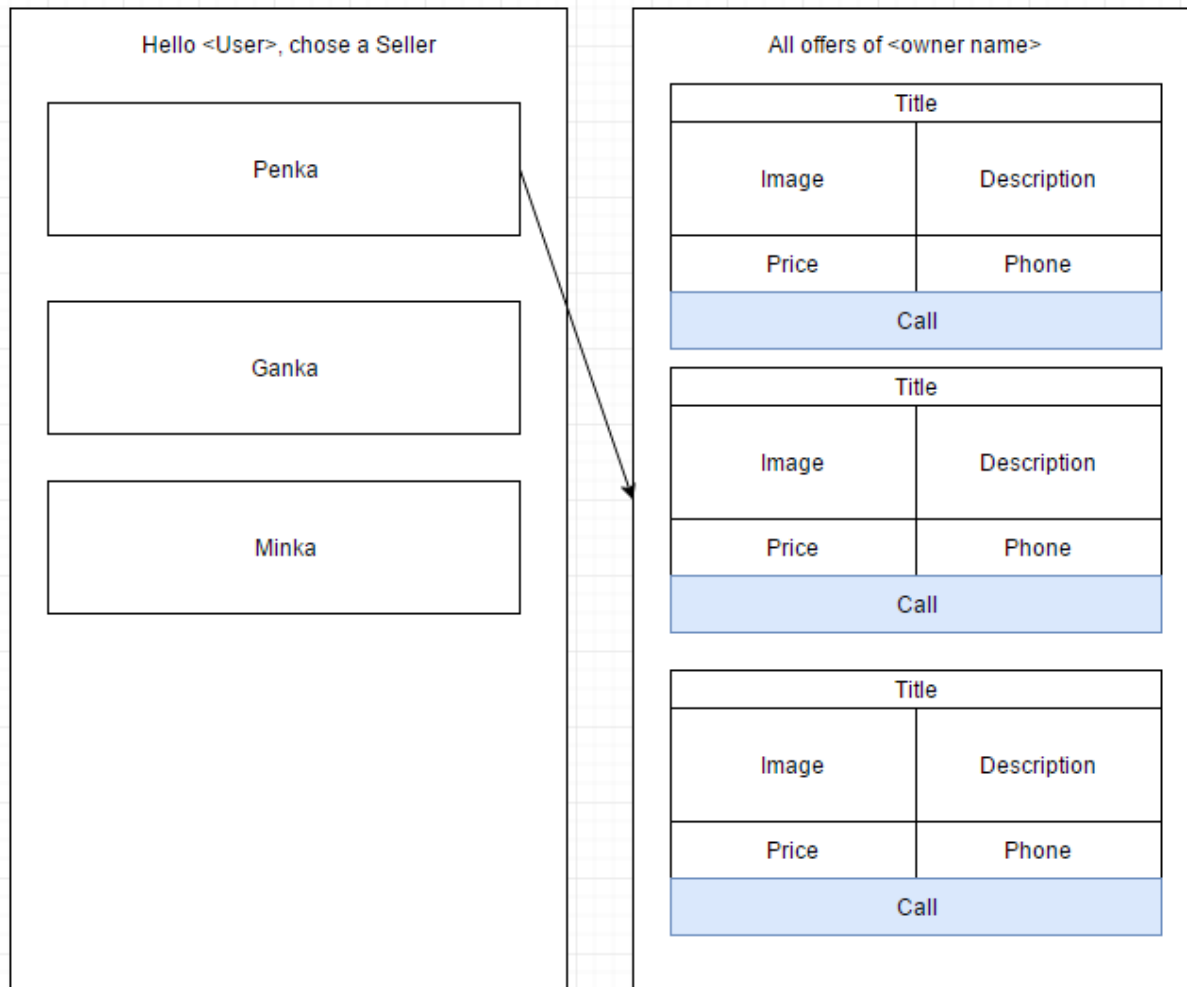 Hello <User>, chose a Seller
Penka
Ganka
Minka
All offers of <owner name>
Title
Image
Description
Price
Phone
Call
Title
Image
Description
Price
Phone
Call
Title
Image
Description
Price
Phone
Call